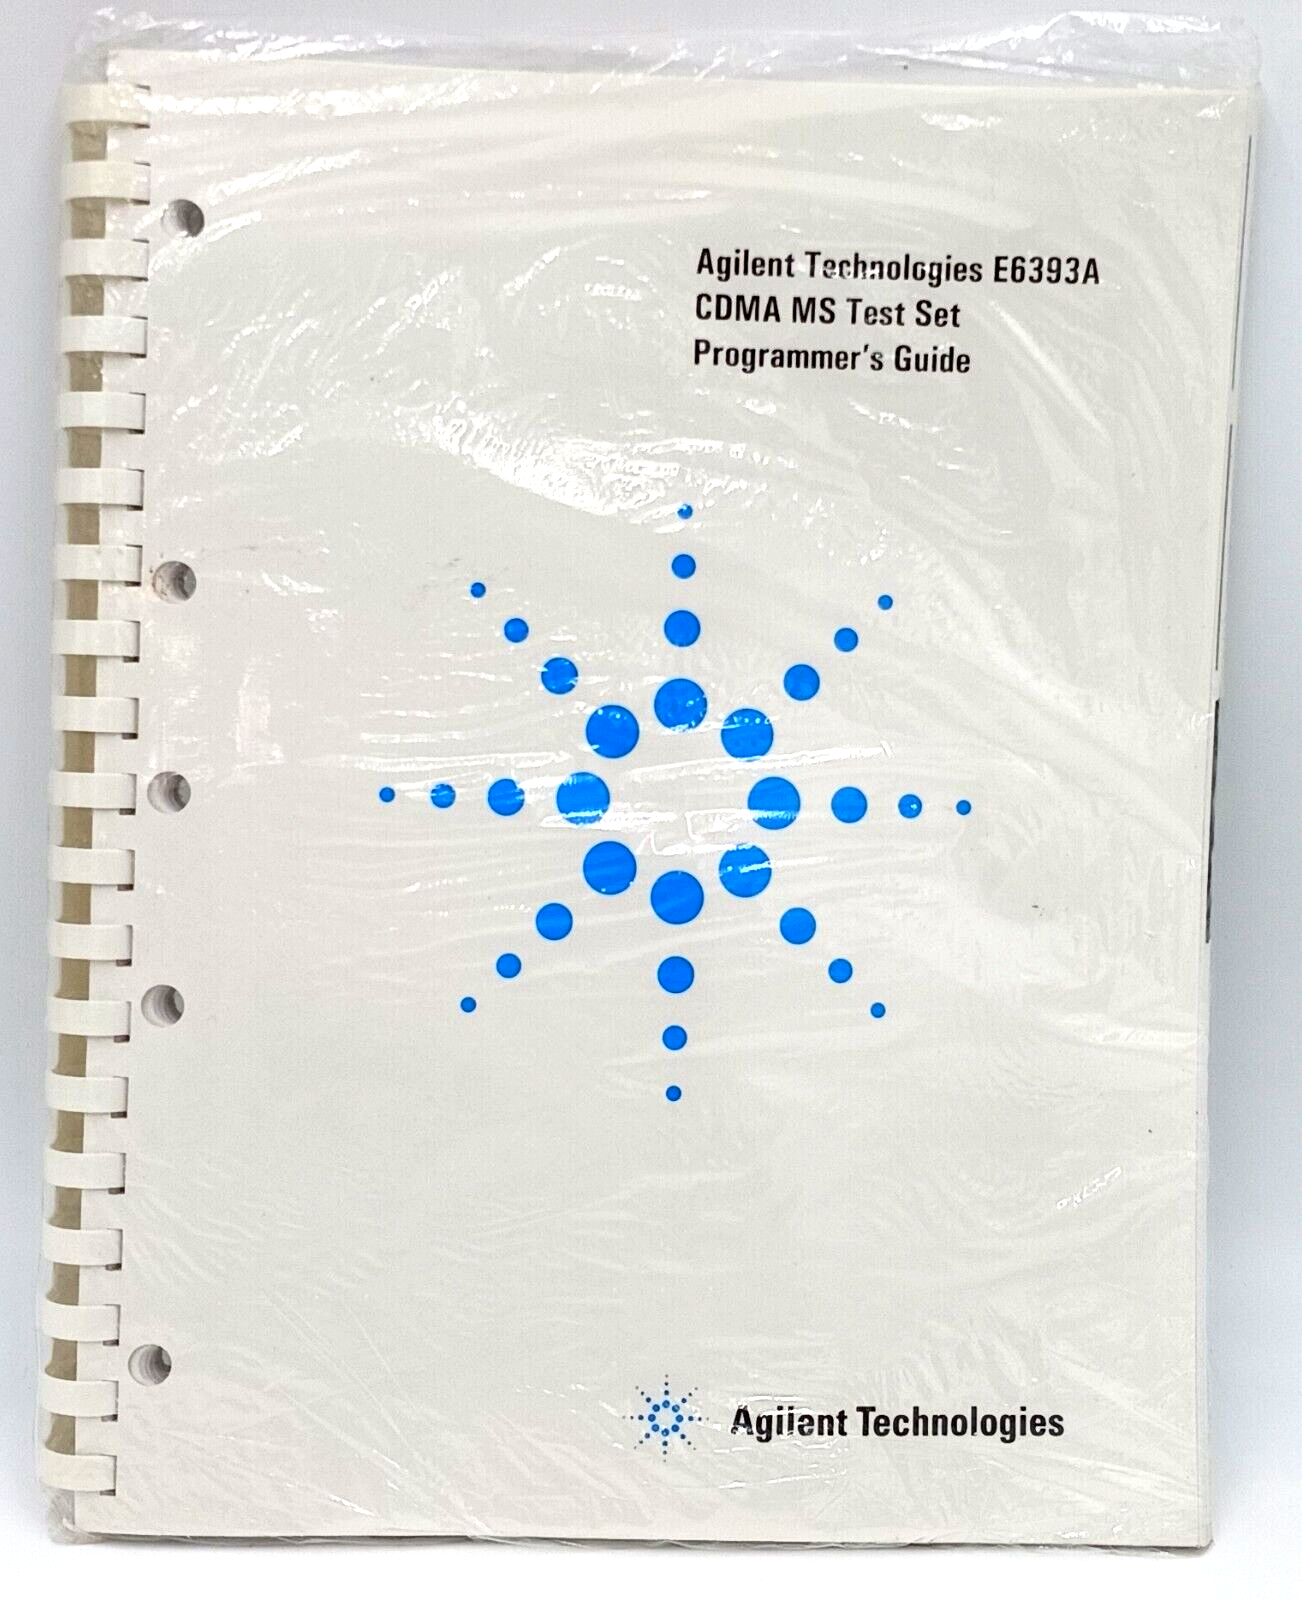 Agilent Technologies E6393A
CDMA MS Test Set
Programmer's Guide
Agilent Technologies